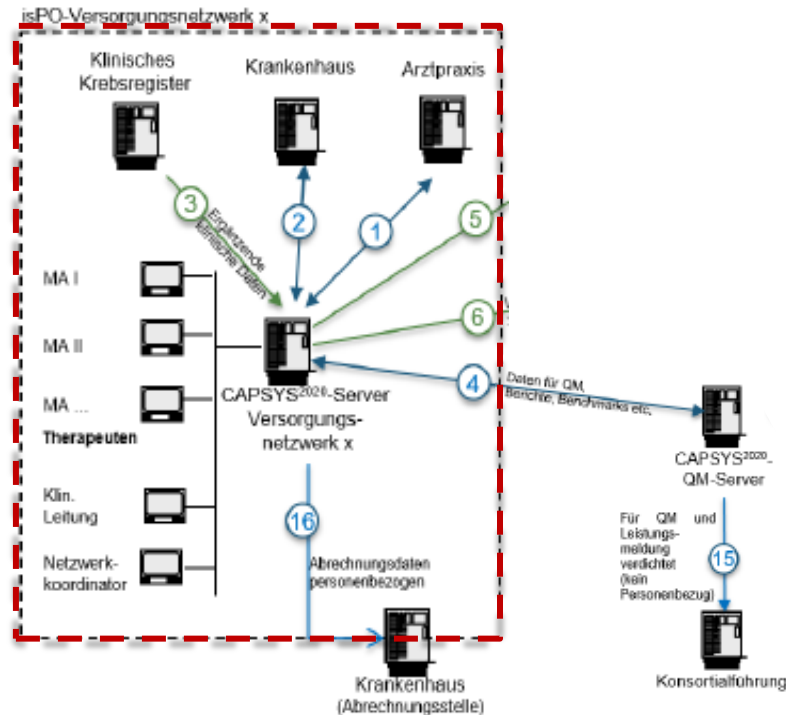 isPO-Versorgungsnetzwerk x
Klinisches
Krebsregister
Krankenhaus
Arztpraxis
3
2
1
5
Ergänzende
klinische Daten
6
MA I
MA II
MA ...
Therapeuten
Klin.
Leitung
Netzwerk-
koordinator
CAPSYS²⁰²⁰-Server
Versorgungs-
netzwerk x
4
Daten für QM,
Berichte, Benchmarks etc,
CAPSYS²⁰²⁰-
QM-Server
16
Abrechnungsdaten
personenbezogen
Für QM und
Leistungs-
meldung
verdichtet
(kein
Personenbezug)
15
Krankenhaus
(Abrechnungsstelle)
Konsortialführung